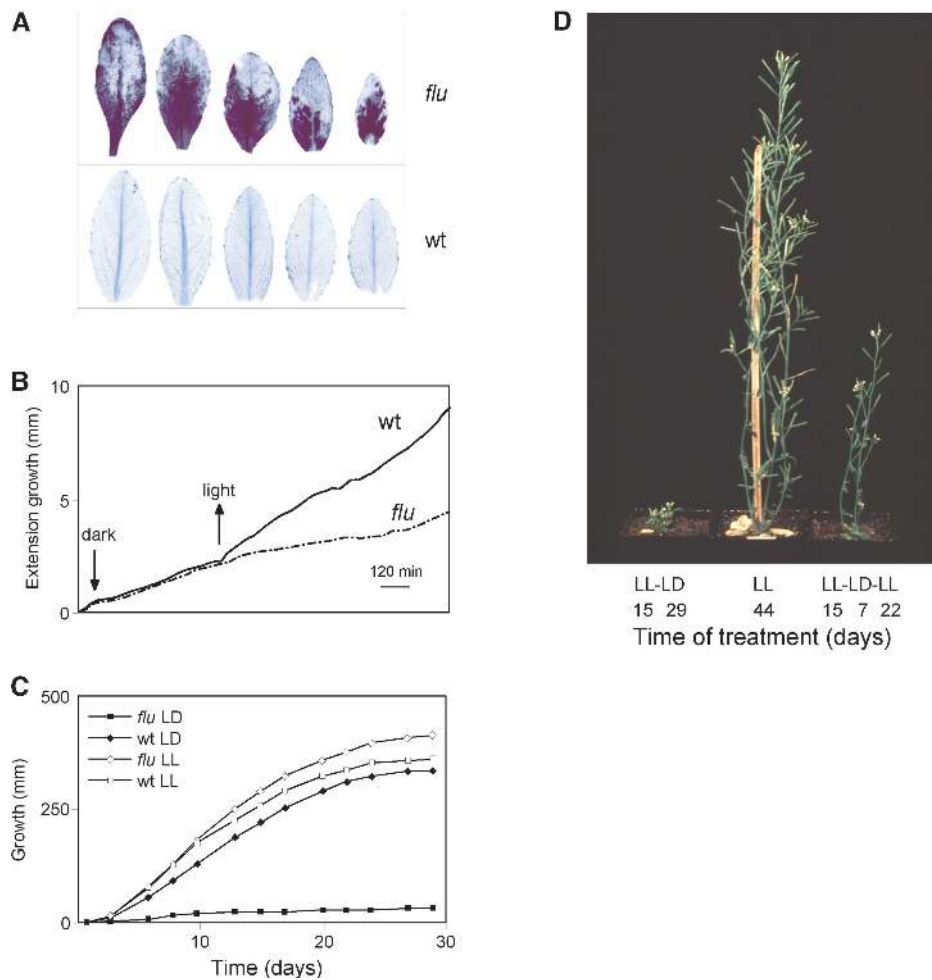 A
flu
wt
B
Extension growth (mm)
10
5
0
dark
light
wt
flu
120 min
C
Growth (mm)
500
250
0
flu LD
wt LD
flu LL
wt LL
10 20 30
Time (days)
D
LL-LD LL LL-LD-LL
15 29 44 15 7 22
Time of treatment (days)